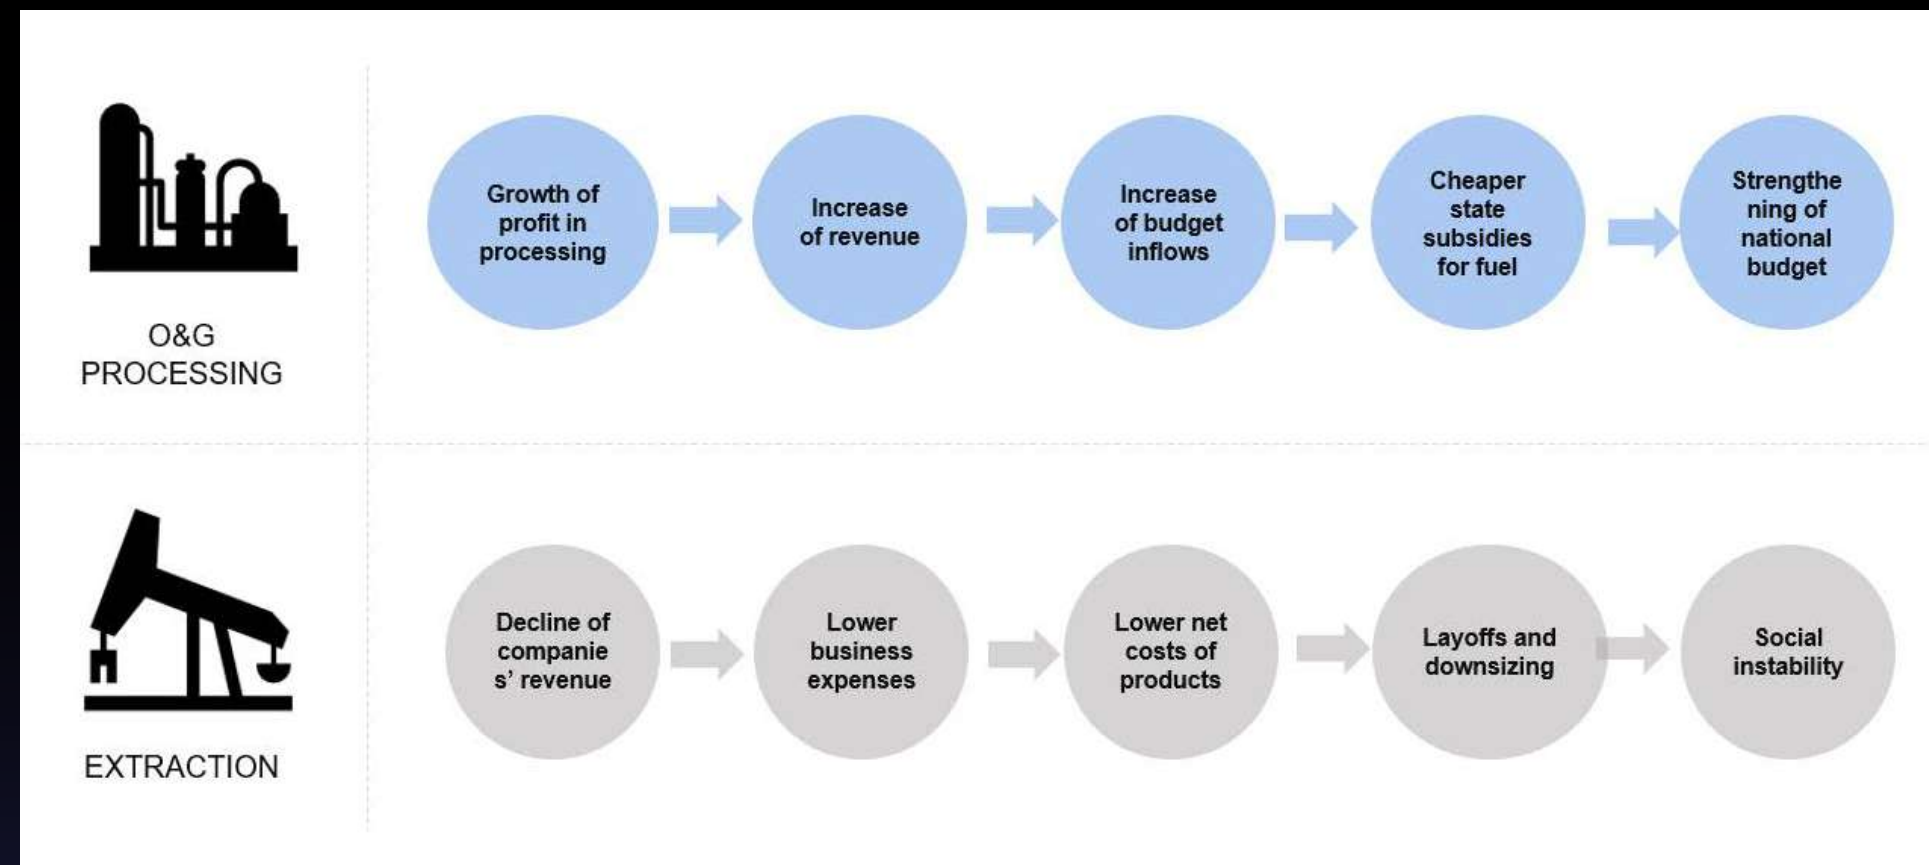 O&G
PROCESSING
Growth of
profit in
processing
Increase
of revenue
Increase
of budget
inflows
Cheaper
state
subsidies
for fuel
Strengthe
ning of
national
budget
EXTRACTION
Decline of
companie
s’ revenue
Lower
business
expenses
Lower net
costs of
products
Layoffs and
downsizing
Social
instability